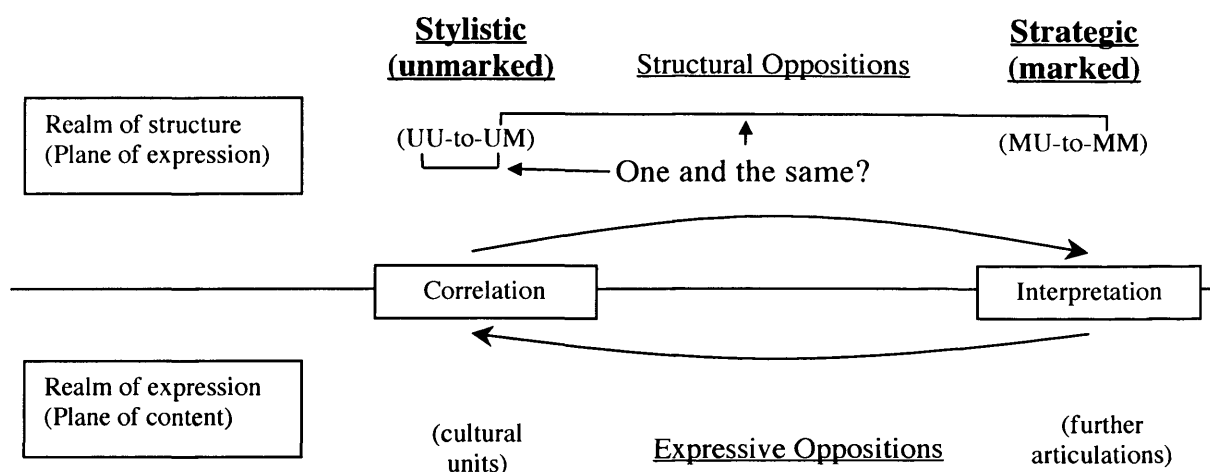 Stylistic
(unmarked)
Structural Oppositions
Strategic
(marked)
Realm of structure
(Plane of expression)
(UU-to-UM)
(MU-to-MM)
One and the same?
Correlation
Interpretation
Realm of expression
(Plane of content)
(cultural
units)
Expressive Oppositions
(further
articulations)